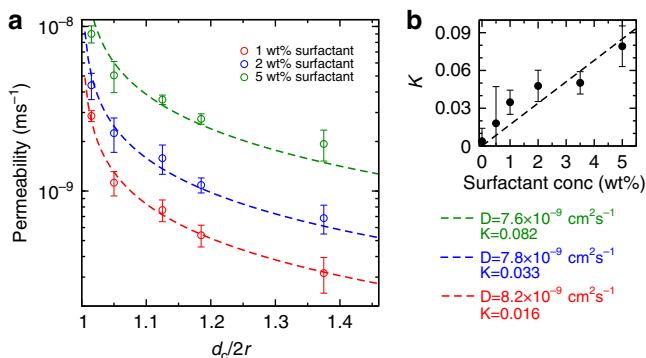 a
10⁻⁸
10⁻⁹
Permeability (ms⁻¹)
1 wt% surfactant
2 wt% surfactant
5 wt% surfactant
1 1.1 1.2 1.3 1.4
d_c/2r
b
0.09
0.06
0.03
0
K
0 1 2 3 4 5
Surfactant conc (wt%)
D=7.6×10⁻⁹ cm²s⁻¹
K=0.082
D=7.8×10⁻⁹ cm²s⁻¹
K=0.033
D=8.2×10⁻⁹ cm²s⁻¹
K=0.016